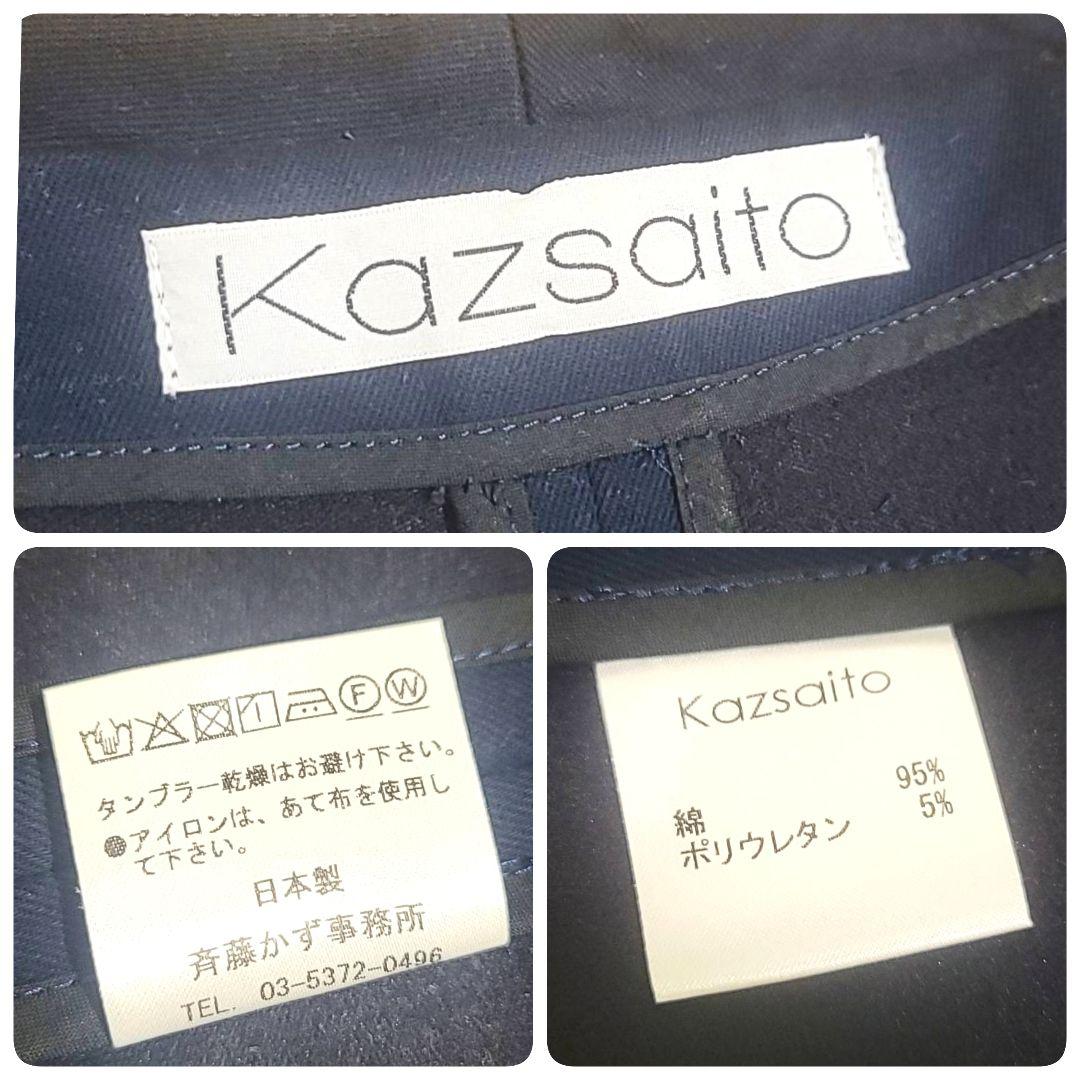 Kazsaito
F W
タンブラー乾燥はお避け下さい。
●アイロンは、あて布を使用し
て下さい。
日本製
斉藤かず事務所
TEL. 03-5372-0496
Kazsaito
95%
綿 5%
ポリウレタン